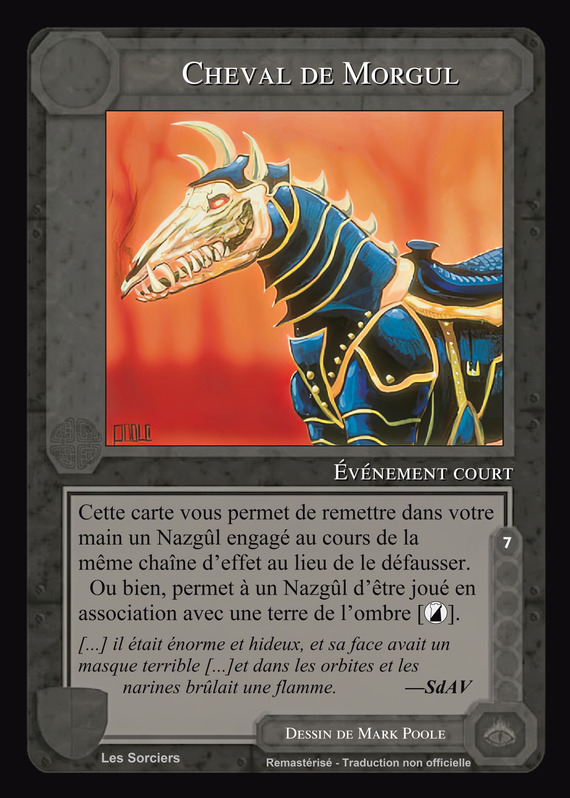 Cheval de Morgul
POOLE
Événement court
Cette carte vous permet de remettre dans votre
main un Nazgûl engagé au cours de la
même chaîne d’effet au lieu de le défausser.
7
Ou bien, permet à un Nazgûl d’être joué en
association avec une terre de l’ombre [ ].
[...] il était énorme et hideux, et sa face avait un
masque terrible [...]et dans les orbites et les
narines brûlait une flamme. —SdAV
Dessin de Mark Poole
Les Sorciers
Remastérisé - Traduction non officielle